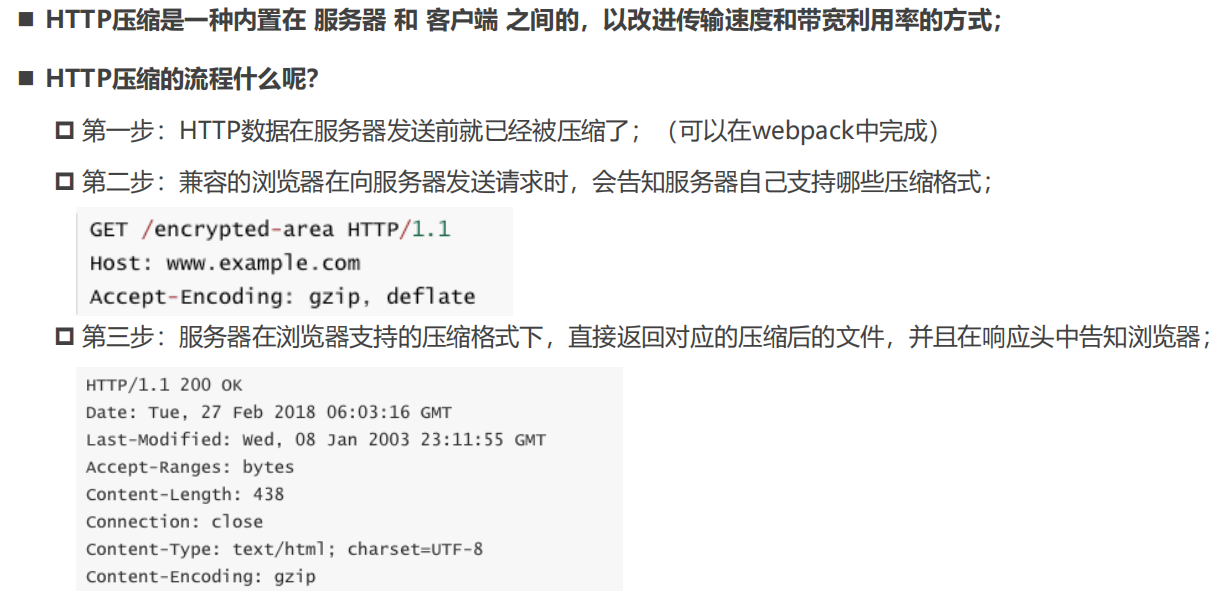 ■ HTTP压缩是一种内置在 服务器 和 客户端 之间的，以改进传输速度和带宽利用率的方式；
■ HTTP压缩的流程什么呢？
第一步：HTTP数据在服务器发送前就已经被压缩了；（可以在webpack中完成）
第二步：兼容的浏览器在向服务器发送请求时，会告知服务器自己支持哪些压缩格式；
GET /encrypted-area HTTP/1.1
Host: www.example.com
Accept-Encoding: gzip, deflate
第三步：服务器在浏览器支持的压缩格式下，直接返回对应的压缩后的文件，并且在响应头中告知浏览器；
HTTP/1.1 200 OK
Date: Tue, 27 Feb 2018 06:03:16 GMT
Last-Modified: Wed, 08 Jan 2003 23:11:55 GMT
Accept-Ranges: bytes
Content-Length: 438
Connection: close
Content-Type: text/html; charset=UTF-8
Content-Encoding: gzip